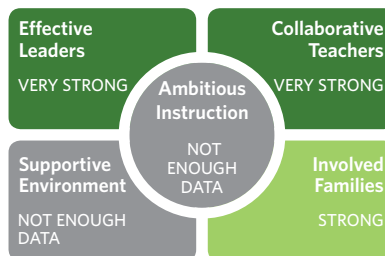 Effective
Leaders
VERY STRONG
Collaborative
Teachers
VERY STRONG
Ambitious
Instruction
NOT
ENOUGH
DATA
Supportive
Environment
NOT ENOUGH
DATA
Involved
Families
STRONG